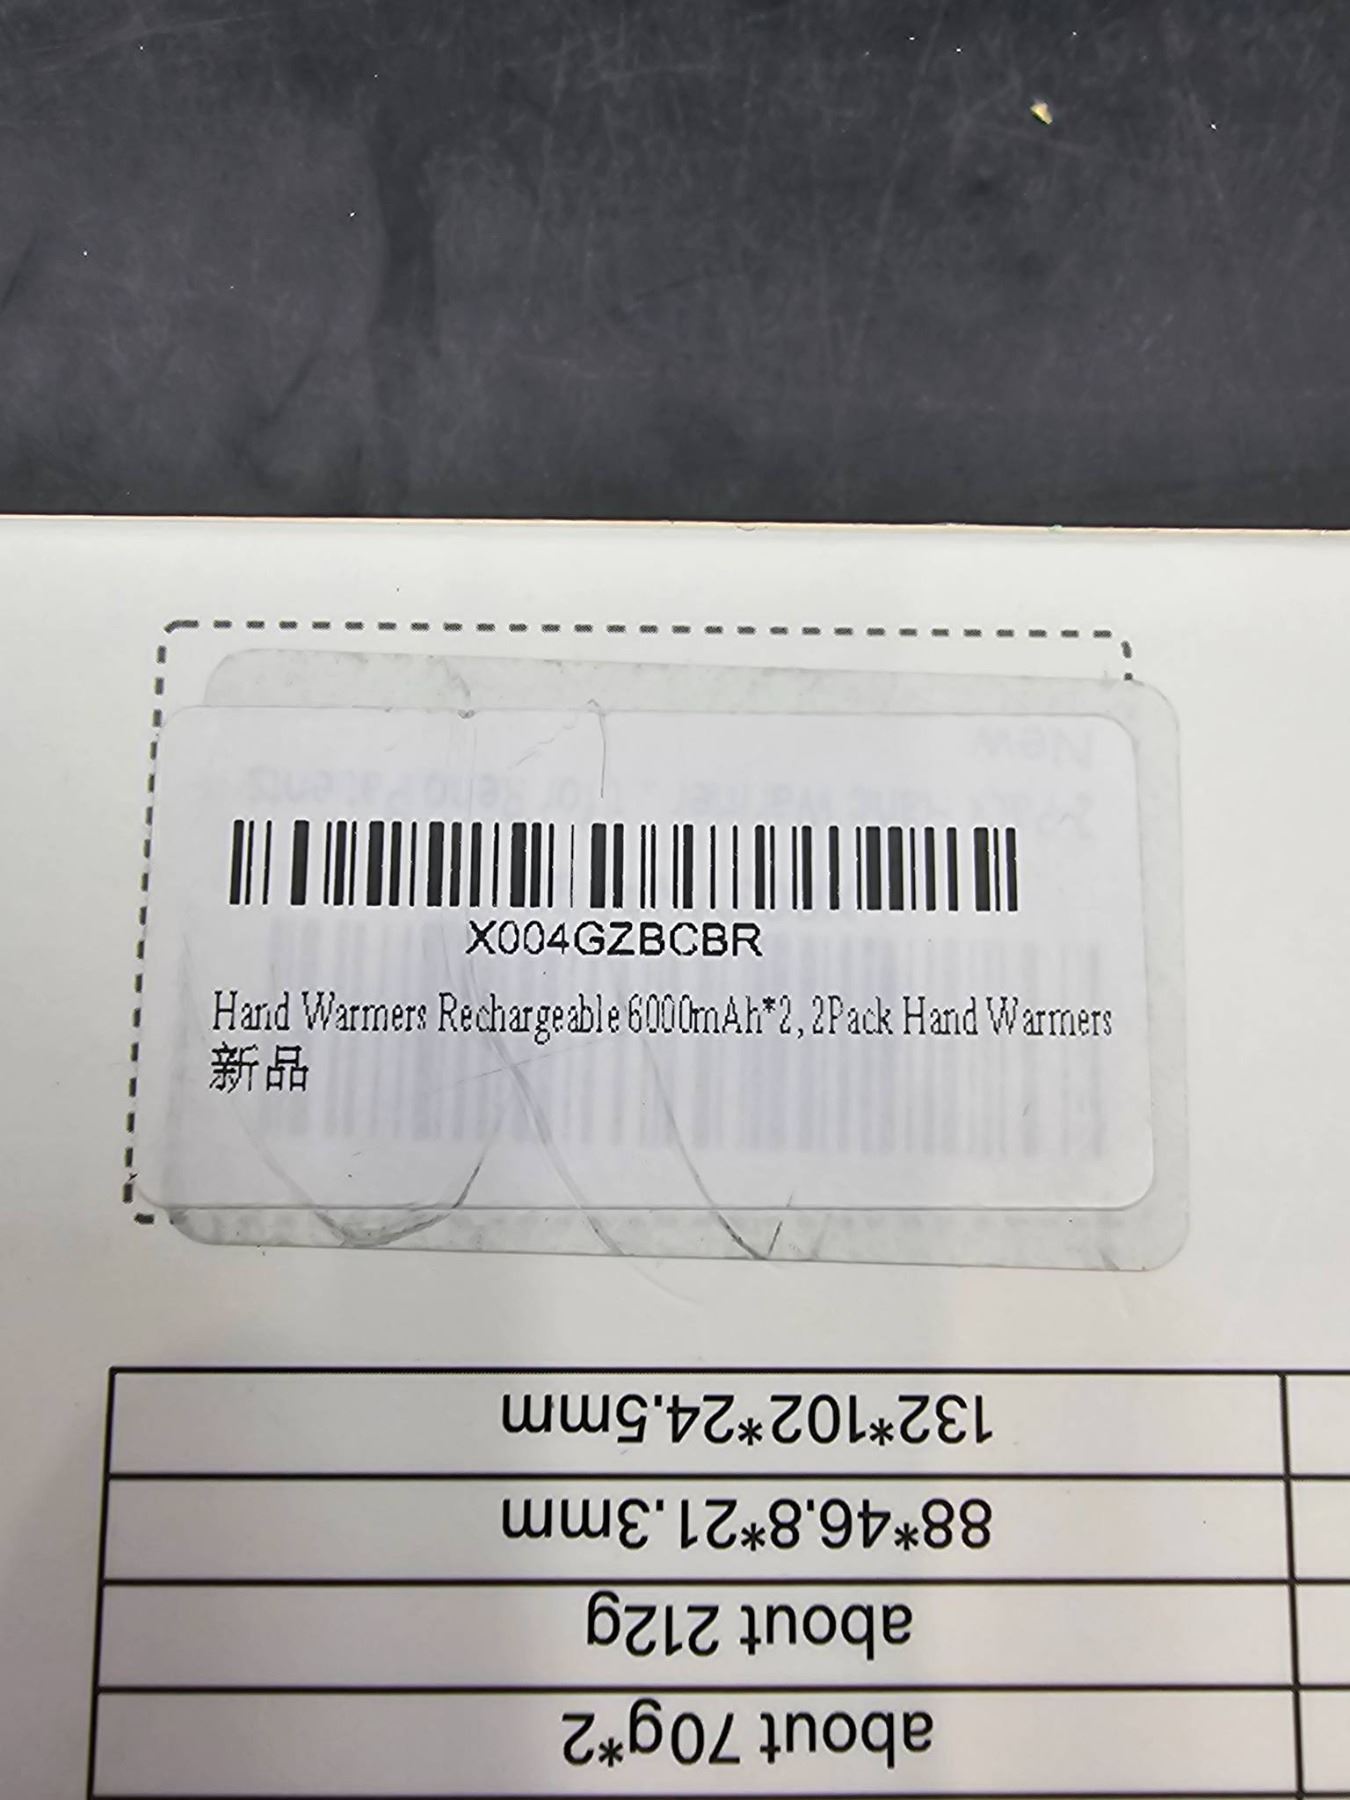 X004GZBCBR
Hand Warmers Rechargeable 6000mAh*2, 2Pack Hand Warmers
新品
132*102*24.5mm
88*46.8*21.3mm
about 212g
about 70g*2